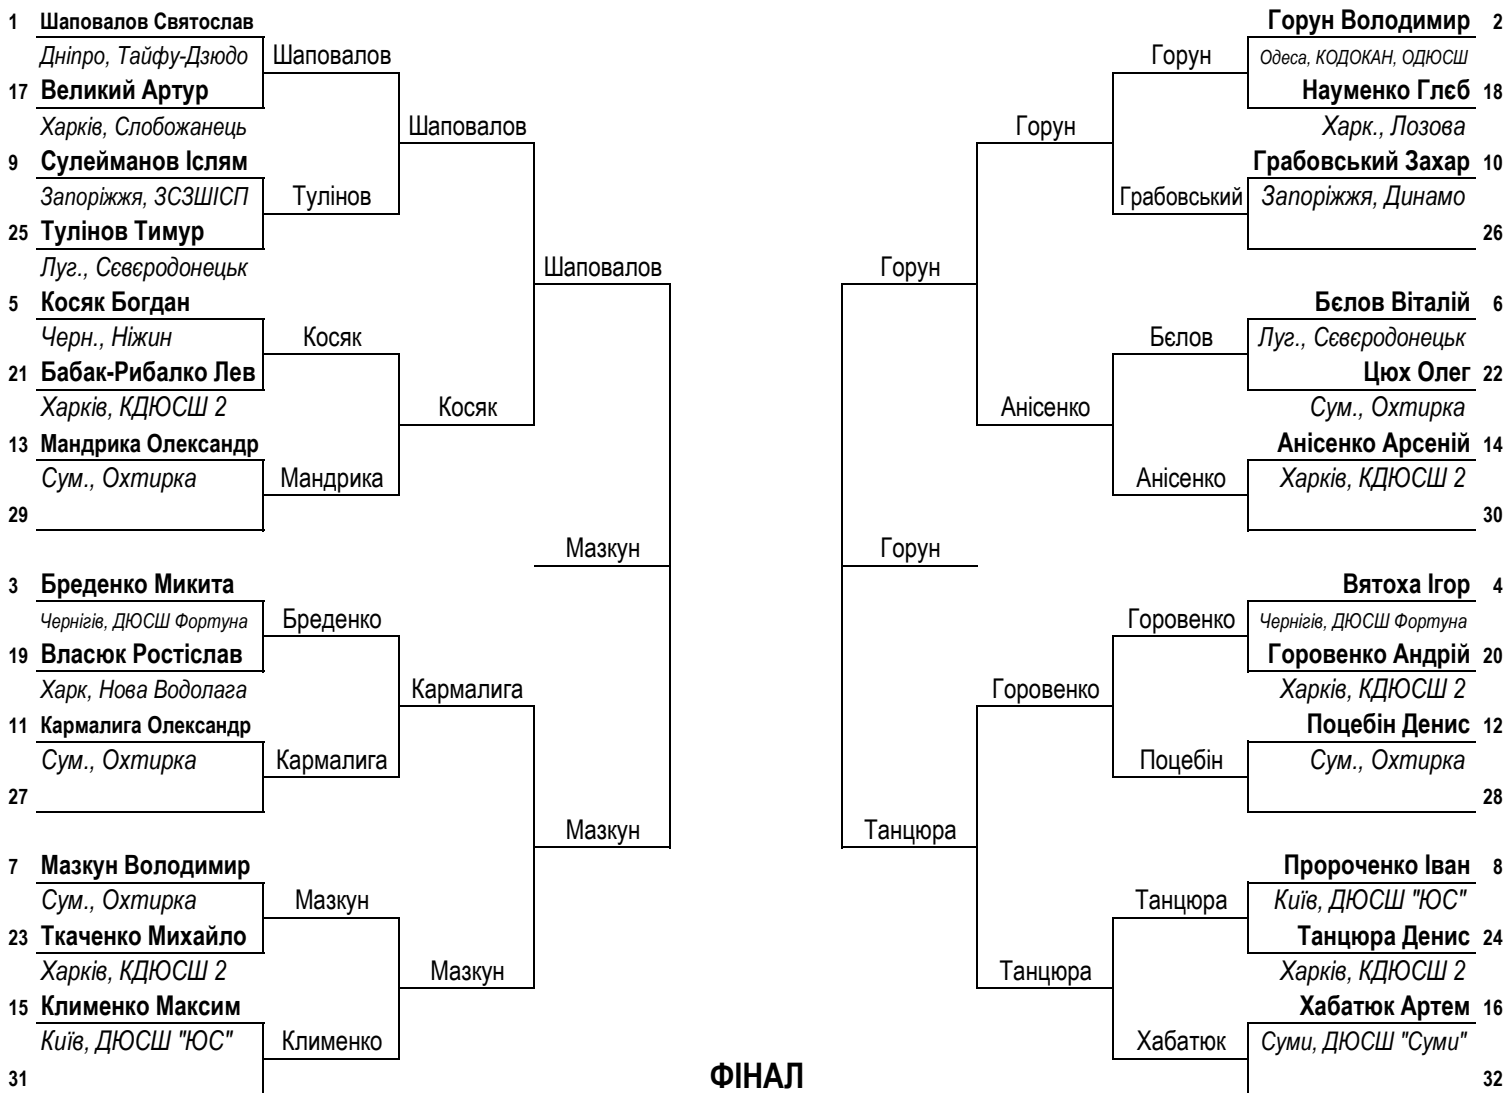 1 Шаповалов Святослав
Дніпро, Тайфу-Дзюдо
17 Великий Артур
Харків, Слобожанець
9 Сулейманов Іслям
Запоріжжя, ЗСЗШІСП
25 Тулінов Тимур
Луг., Сєвєродонецьк
5 Косяк Богдан
Черн., Ніжин
21 Бабак-Рибалко Лев
Харків, КДЮСШ 2
13 Мандрика Олександр
Сум., Охтирка
29
3 Бреденко Микита
Чернігів, ДЮСШ Фортуна
19 Власюк Ростіслав
Харк, Нова Водолага
11 Кармалига Олександр
Сум., Охтирка
27
7 Мазкун Володимир
Сум., Охтирка
23 Ткаченко Михайло
Харків, КДЮСШ 2
15 Клименко Максим
Київ, ДЮСШ "ЮС"
31
Шаповалов
Тулінов
Косяк
Мандрика
Бреденко
Кармалига
Мазкун
Клименко
Шаповалов
Косяк
Кармалига
Мазкун
Шаповалов
Мазкун
Мазкун
ФІНАЛ
Горун
Горун
Танцюра
Горун
Анісенко
Горовенко
Танцюра
Горун
Грабовський
Бєлов
Анісенко
Горовенко
Поцебін
Танцюра
Хабатюк
Горун Володимир 2
Одеса, КОДОКАН, ОДЮСШ
Науменко Глєб 18
Харк., Лозова
Грабовський Захар 10
Запоріжжя, Динамо
26
Бєлов Віталій 6
Луг., Сєвєродонецьк
Цюх Олег 22
Сум., Охтирка
Анісенко Арсеній 14
Харків, КДЮСШ 2
30
Вятоха Ігор 4
Чернігів, ДЮСШ Фортуна
Горовенко Андрій 20
Харків, КДЮСШ 2
Поцебін Денис 12
Сум., Охтирка
28
Пророченко Іван 8
Київ, ДЮСШ "ЮС"
Танцюра Денис 24
Харків, КДЮСШ 2
Хабатюк Артем 16
Суми, ДЮСШ "Суми"
32